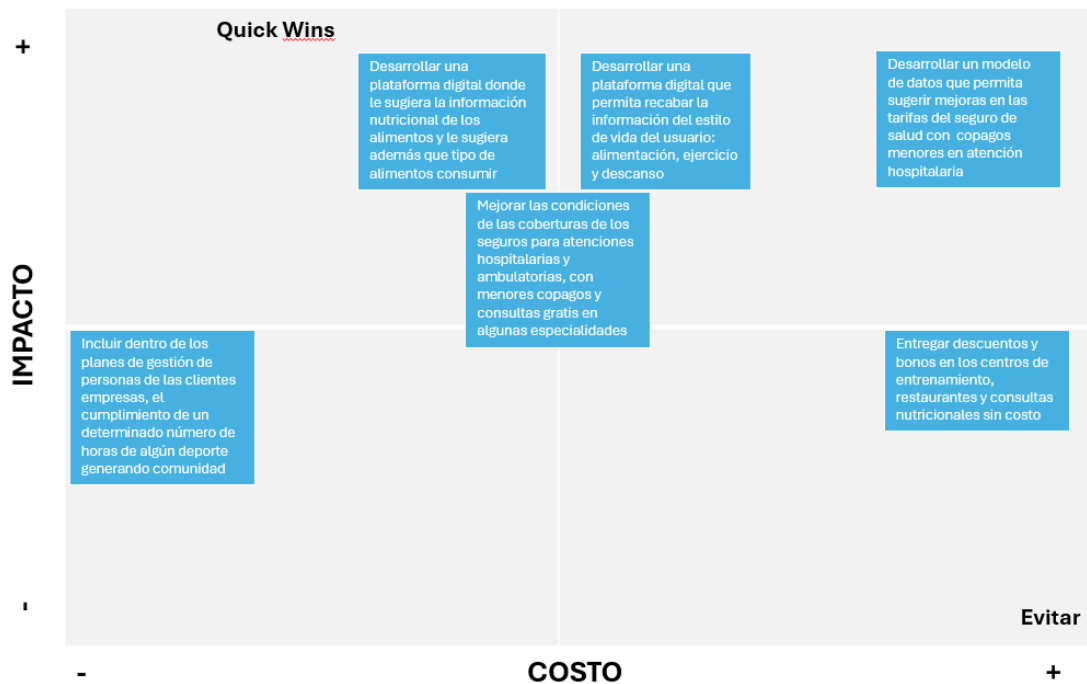 +
Quick Wins
Desarrollar una
plataforma digital donde
le sugiera la información
nutricional de los
alimentos y le sugiera
además que tipo de
alimentos consumir
Desarrollar una
plataforma digital que
permita recabar la
información del estilo
de vida del usuario:
alimentación, ejercicio
y descanso
Desarrollar un modelo
de datos que permita
sugerir mejoras en las
tarifas del seguro de
salud con copagos
menores en atención
hospitalaria
Mejorar las condiciones
de las coberturas de los
seguros para atenciones
hospitalarias y
ambulatorias, con
menores copagos y
consultas gratis en
algunas especialidades
IMPACTO
Incluir dentro de los
planes de gestión de
personas de las clientes
empresas, el
cumplimiento de un
determinado número de
horas de algún deporte
generando comunidad
Entregar descuentos y
bonos en los centros de
entrenamiento,
restaurantes y consultas
nutricionales sin costo
-
Evitar
-
COSTO
+